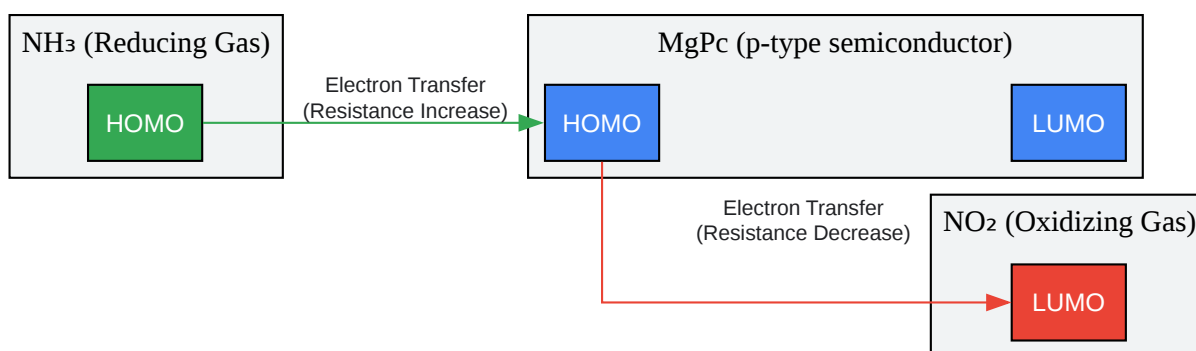 NH₃ (Reducing Gas)
HOMO
Electron Transfer
(Resistance Increase)
MgPc (p-type semiconductor)
HOMO
LUMO
Electron Transfer
(Resistance Decrease)
NO₂ (Oxidizing Gas)
LUMO